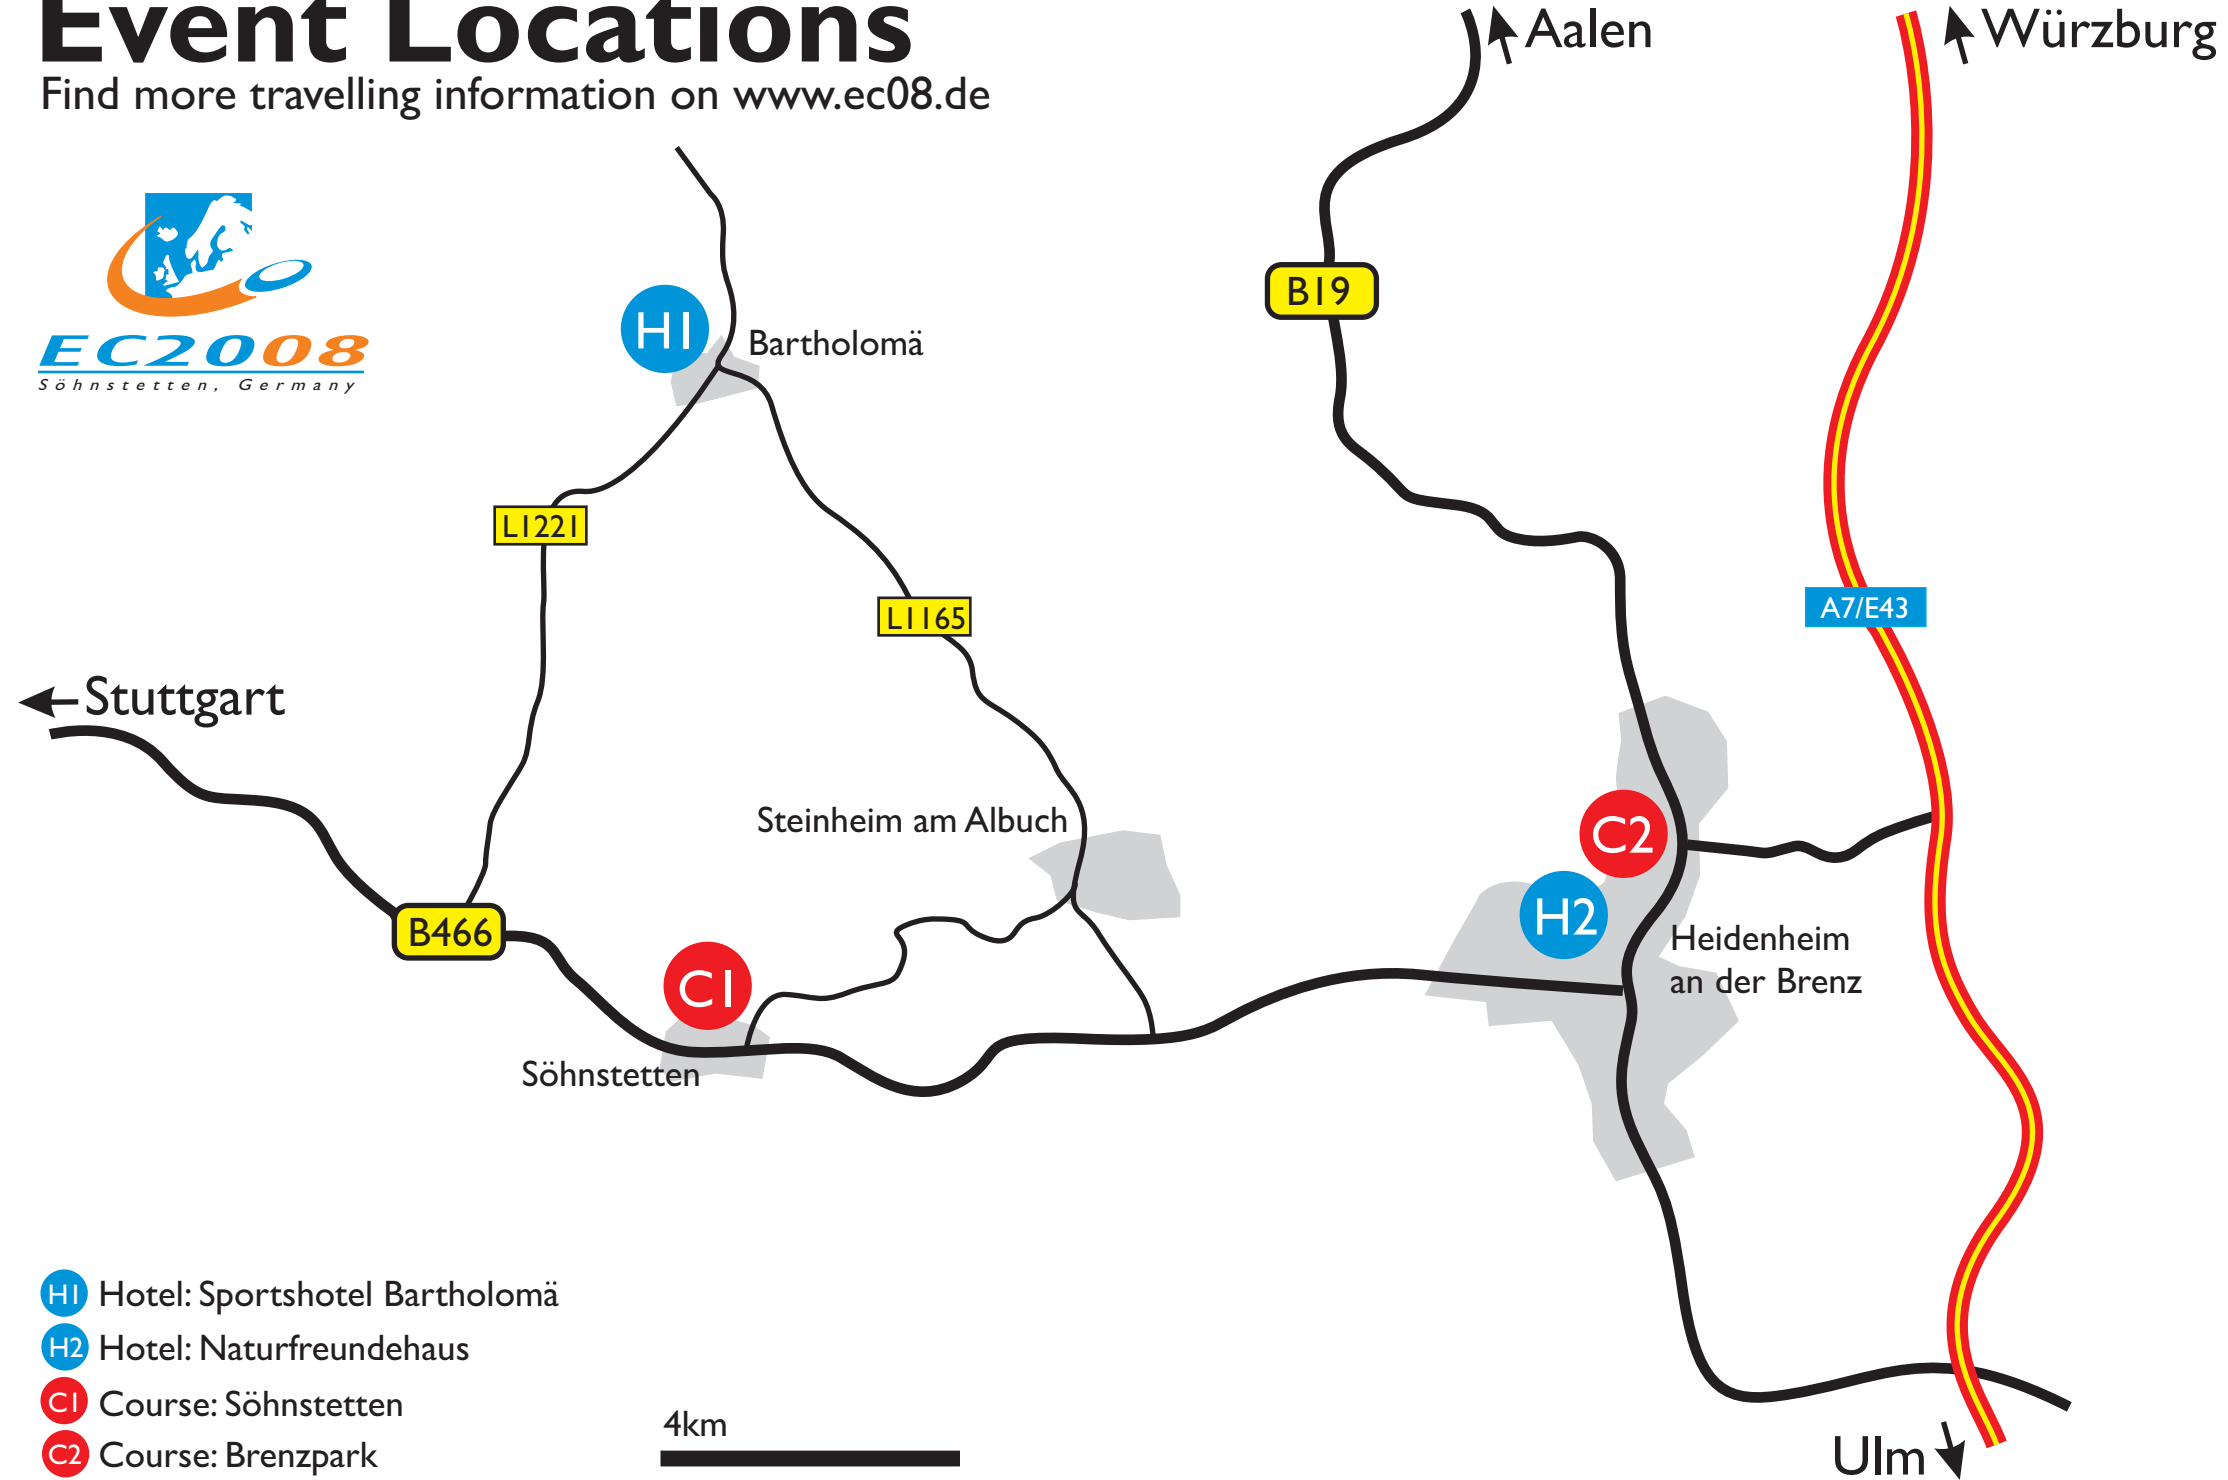 Event Locations
Find more travelling information on www.ec08.de
Aalen
Würzburg
EC2008
Söhnstetten, Germany
B19
H1
Bartholomä
L1221
L1165
A7/E43
Stuttgart
Steinheim am Albuch
C2
H2
B466
Heidenheim
an der Brenz
C1
Söhnstetten
H1 Hotel: Sportshotel Bartholomä
H2 Hotel: Naturfreundehaus
C1 Course: Söhnstetten
C2 Course: Brenzpark
4km
Ulm